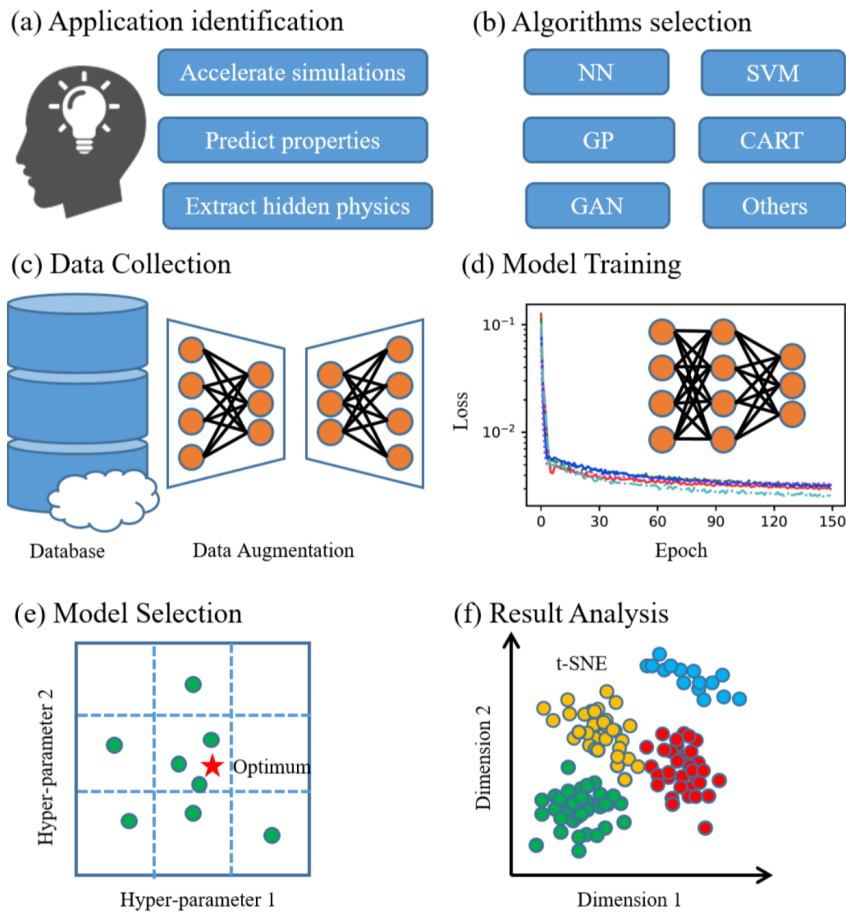 (a) Application identification
Accelerate simulations
Predict properties
Extract hidden physics
(b) Algorithms selection
NN
SVM
GP
CART
GAN
Others
(c) Data Collection
Database
Data Augmentation
(d) Model Training
Loss
10⁻¹
10⁻²
0 30 60 90 120 150
Epoch
(e) Model Selection
Hyper-parameter 2
Optimum
Hyper-parameter 1
(f) Result Analysis
t-SNE
Dimension 2
Dimension 1